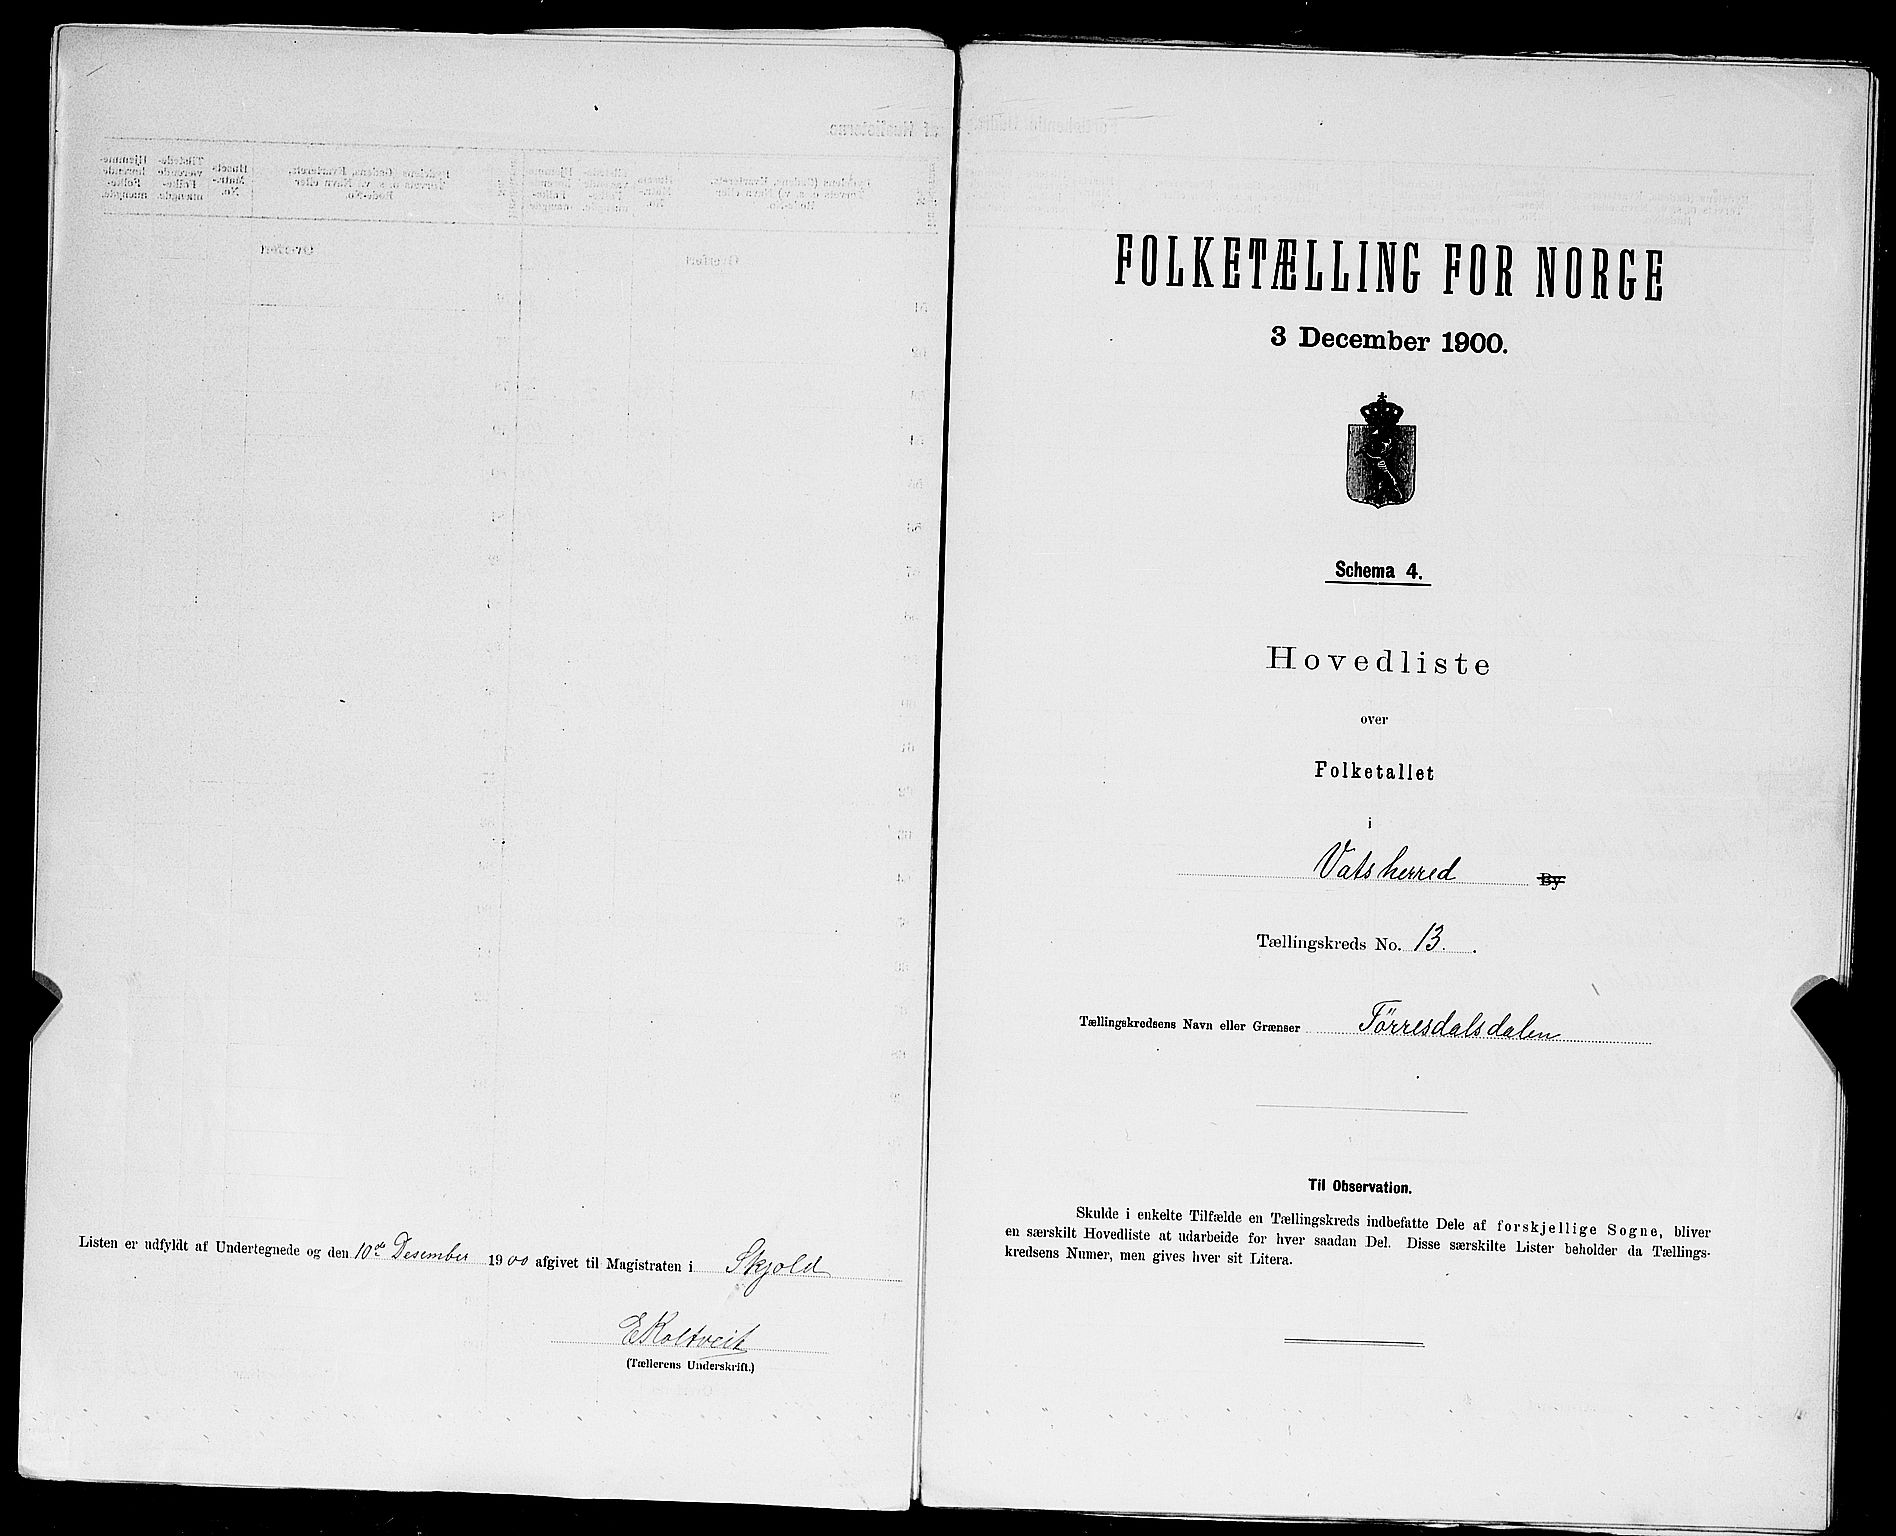 Listen er udfyldt af Undertegnede og den 10de Desember 1900 afgivet til Magistraten i Skjold
E Koltveit
(Tællerens Underskrift.)
FOLKETÆLLING FOR NORGE
3 December 1900.
Schema 4.
Hovedliste
over
Folketallet
i
Vats herred By
Tællingskreds No. 13.
Tællingskredsens Navn eller Grænser Törresdalsdalen
Til Observation.
Skulde i enkelte Tilfælde en Tællingskreds indbefatte Dele af forskjellige Sogne, bliver
en særskilt Hovedliste at udarbeide for hver saadan Del. Disse særskilte Lister beholder da Tællings-
kredsens Numer, men gives hver sit Litera.